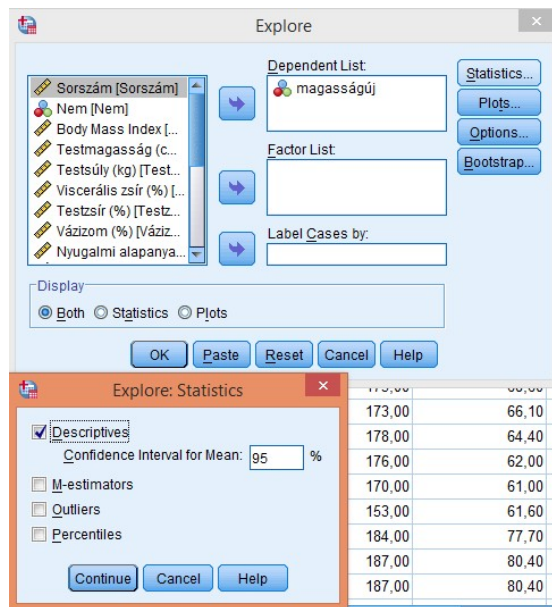 Explore
Dependent List:
magasságúj
Sorszám [Sorszám]
Nem [Nem]
Body Mass Index [...
Testmagasság (c...
Testsúly (kg) [Test...
Viscerális zsír (%) [...
Testzsír (%) [Testz...
Vázizom (%) [Váziz...
Nyugalmi alapanya...
Factor List:
Label Cases by:
Statistics...
Plots...
Options...
Bootstrap...
Display
Both Statistics Plots
OK Paste Reset Cancel Help
Explore: Statistics
Descriptives
Confidence Interval for Mean: 95 %
M-estimators
Outliers
Percentiles
Continue Cancel Help
173,00 66,10
178,00 64,40
176,00 62,00
170,00 61,00
153,00 61,60
184,00 77,70
187,00 80,40
187,00 80,40